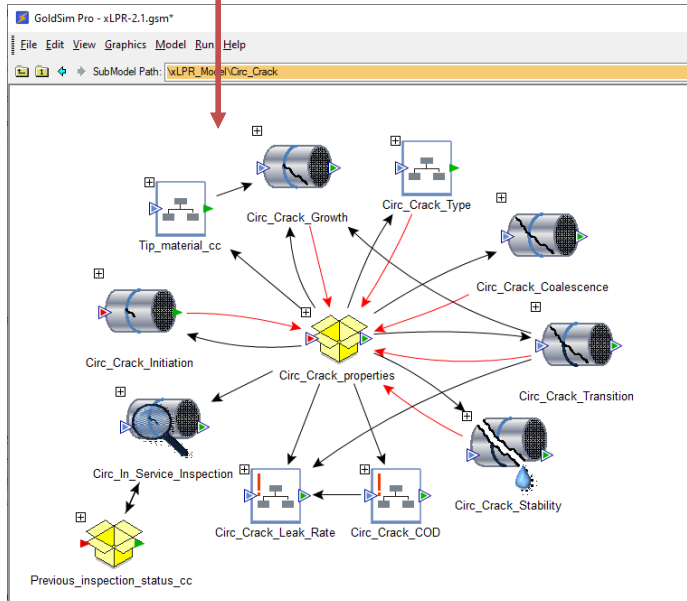 GoldSim Pro - xLPR-2.1.gsm*
File Edit View Graphics Model Run Help
SubModel Path: \xLPR_Model\Circ_Crack
Circ_Crack_Growth
Circ_Crack_Type
Tip_material_cc
Circ_Crack_Coalescence
Circ_Crack_Initiation
Circ_Crack_properties
Circ_Crack_Transition
Circ_In_Service_Inspection
Circ_Crack_Stability
Circ_Crack_Leak_Rate
Circ_Crack_COD
Previous_inspection_status_cc